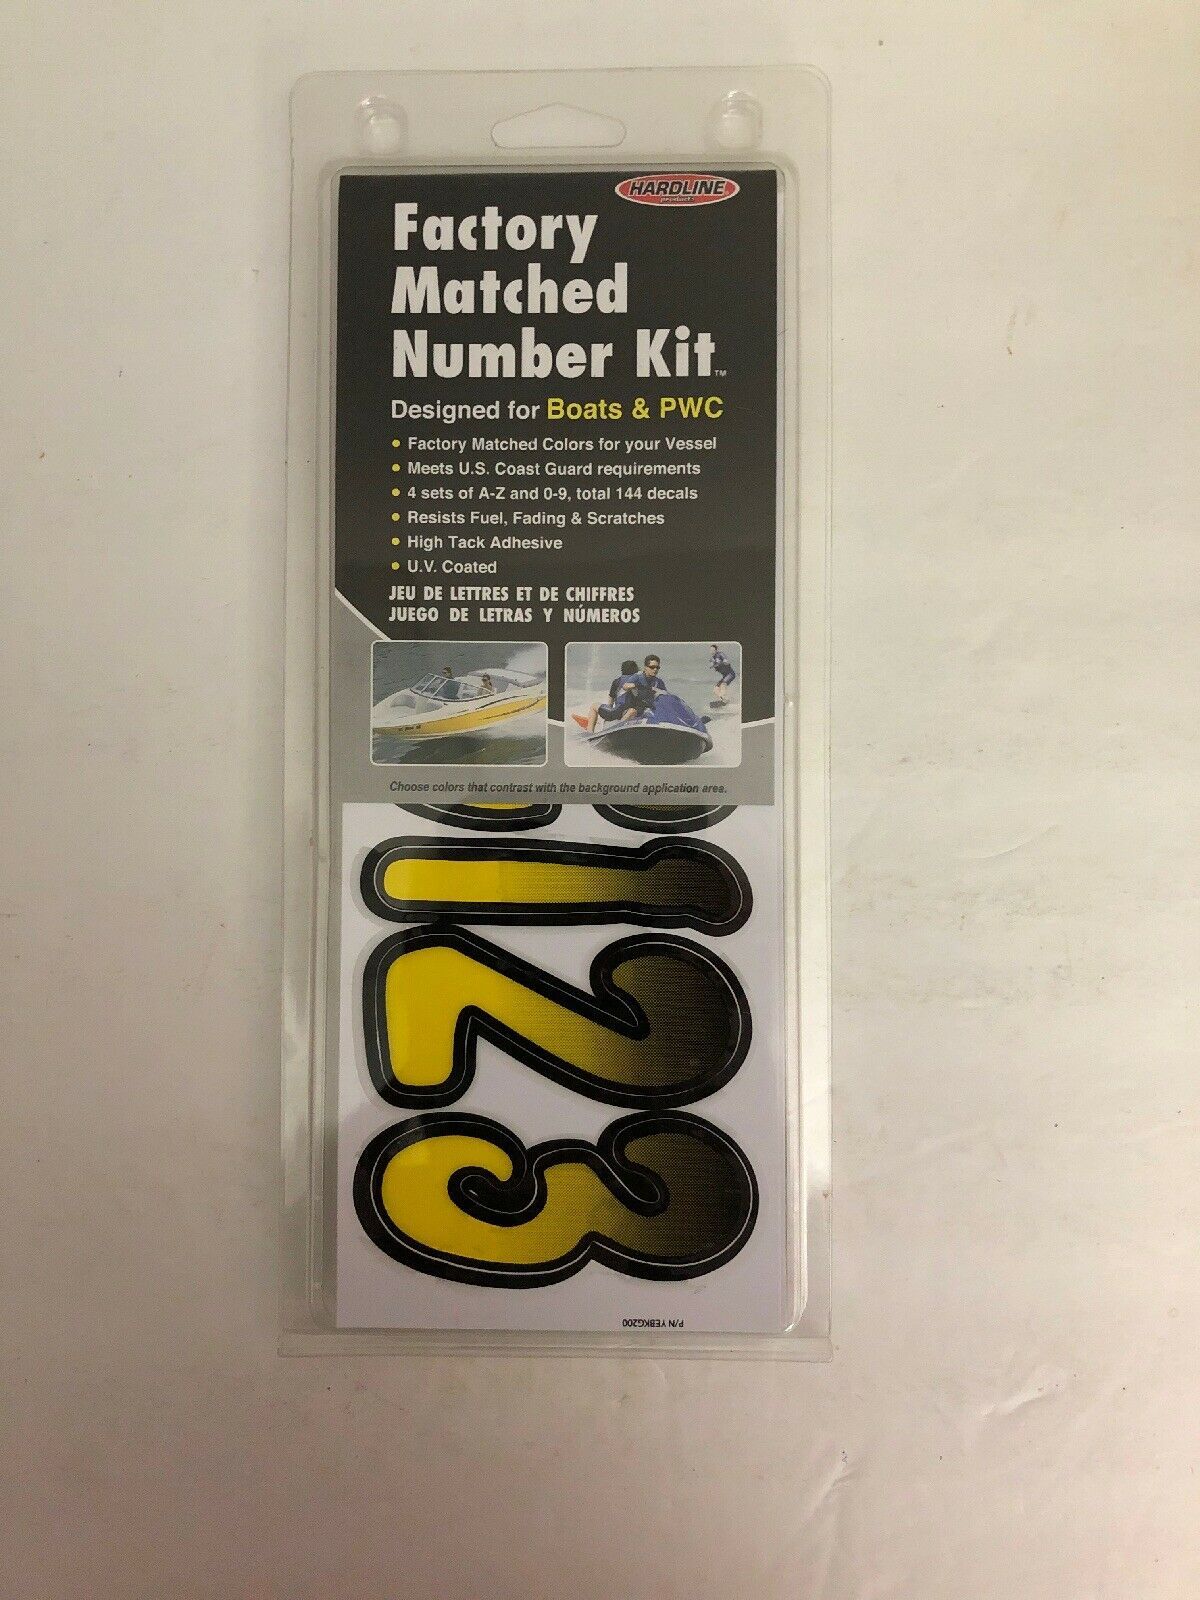 HARDLINE
products
Factory
Matched
Number Kit™
Designed for Boats & PWC
• Factory Matched Colors for your Vessel
• Meets U.S. Coast Guard requirements
• 4 sets of A-Z and 0-9, total 144 decals
• Resists Fuel, Fading & Scratches
• High Tack Adhesive
• U.V. Coated
JEU DE LETTRES ET DE CHIFFRES
JUEGO DE LETRAS Y NÚMEROS
Choose colors that contrast with the background application area.
1
2
3
P/N YEBKG200